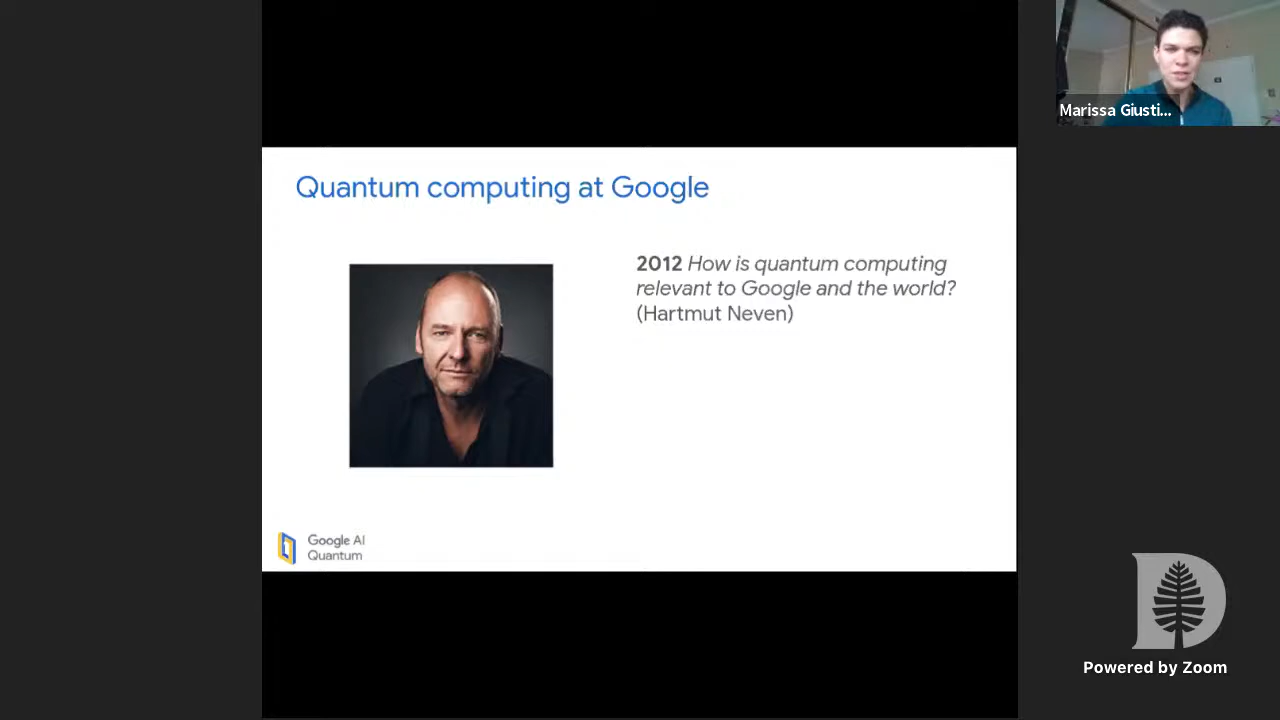 Marissa Giusti...
Quantum computing at Google
2012 How is quantum computing
relevant to Google and the world?
(Hartmut Neven)
Google AI
Quantum
D
Powered by Zoom